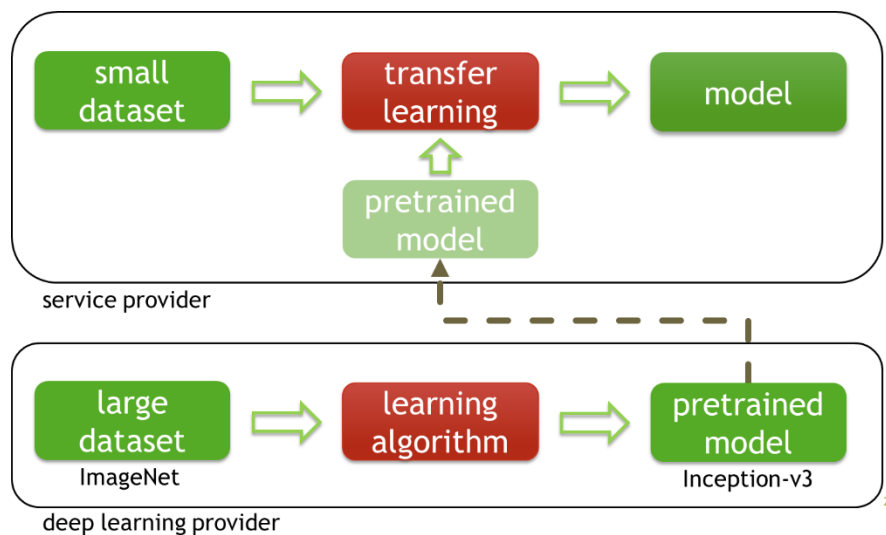 small
dataset
transfer
learning
model
pretrained
model
service provider
large
dataset
learning
algorithm
pretrained
model
ImageNet
Inception-v3
deep learning provider